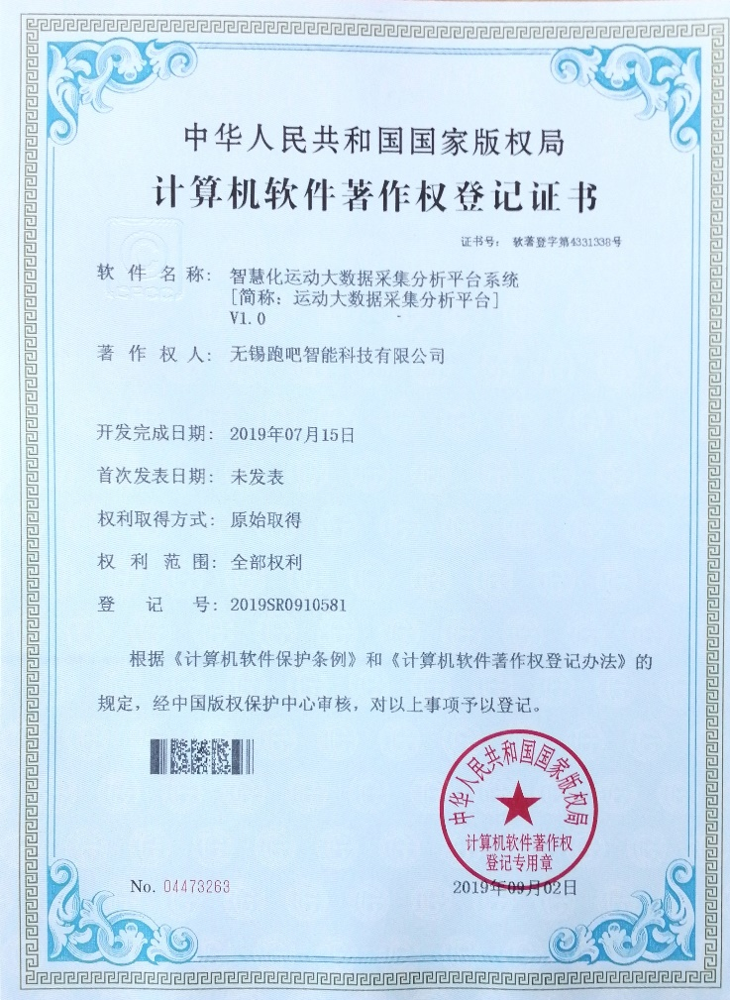 中华人民共和国国家版权局
计算机软件著作权登记证书
证书号： 软著登字第4331338号
软件名称： 智慧化运动大数据采集分析平台系统
[简称：运动大数据采集分析平台]
V1.0
著作权人： 无锡跑吧智能科技有限公司
开发完成日期： 2019年07月15日
首次发表日期： 未发表
权利取得方式： 原始取得
权利范围： 全部权利
登记号： 2019SR0910581
根据《计算机软件保护条例》和《计算机软件著作权登记办法》的
规定，经中国版权保护中心审核，对以上事项予以登记。
中华人民共和国国家版权局
计算机软件著作权
登记专用章
No. 04473263
2019年09月02日